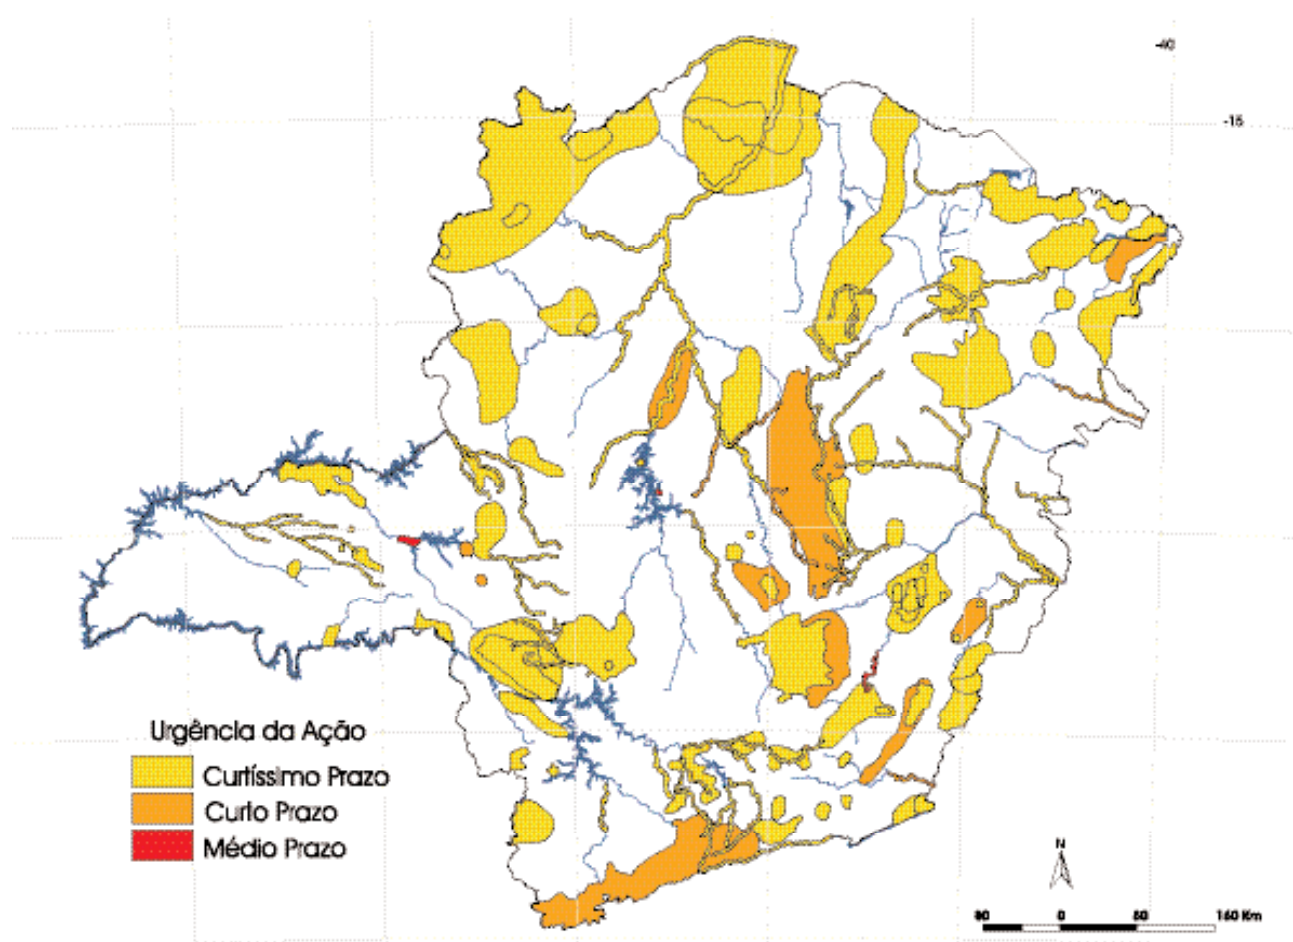 -40
-15
Urgência da Ação
Curtíssimo Prazo
Curto Prazo
Médio Prazo
N
80 0 80 160 Km